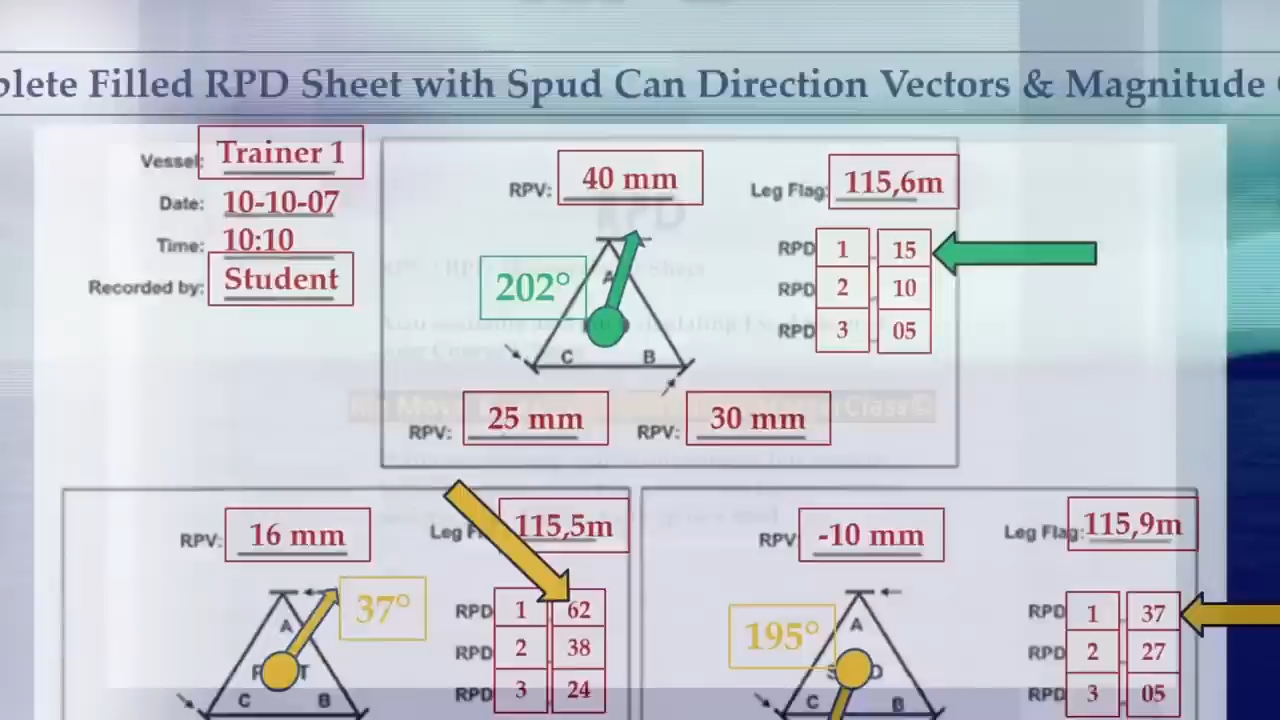 plete Filled RPD Sheet with Spud Can Direction Vectors & Magnitude
Vessel: Trainer 1
Date: 10-10-07
Time: 10:10
Recorded by: Student
RPV: 40 mm
Leg Flag: 115,6m
202°
A
C B
RPD 1 15
RPD 2 10
RPD 3 05
RPV: 25 mm
RPV: 30 mm
RPV: 16 mm
Leg Fl 115,5m
37°
A
P T
C B
RPD 1 62
RPD 2 38
RPD 3 24
RPV: -10 mm
Leg Flag: 115,9m
195°
A
S D
C B
RPD 1 37
RPD 2 27
RPD 3 05